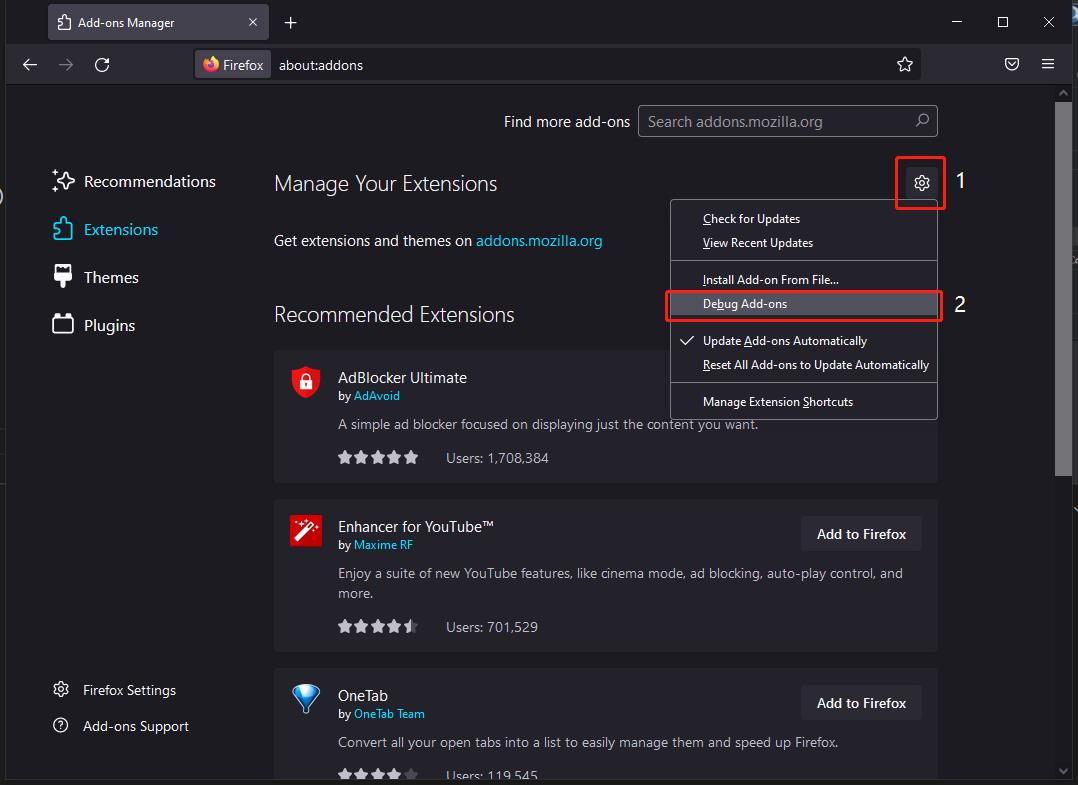 Add-ons Manager
Firefox
about:addons
Find more add-ons
Search addons.mozilla.org
Recommendations
Extensions
Themes
Plugins
Firefox Settings
Add-ons Support
Manage Your Extensions
1
Get extensions and themes on addons.mozilla.org
Check for Updates
View Recent Updates
Install Add-on From File...
Debug Add-ons
2
Update Add-ons Automatically
Reset All Add-ons to Update Automatically
Manage Extension Shortcuts
Recommended Extensions
AdBlocker Ultimate
by AdAvoid
A simple ad blocker focused on displaying just the content you want.
Users: 1,708,384
Enhancer for YouTube™
by Maxime RF
Add to Firefox
Enjoy a suite of new YouTube features, like cinema mode, ad blocking, auto-play control, and
more.
Users: 701,529
OneTab
by OneTab Team
Add to Firefox
Convert all your open tabs into a list to easily manage them and speed up Firefox.
Users: 119,545